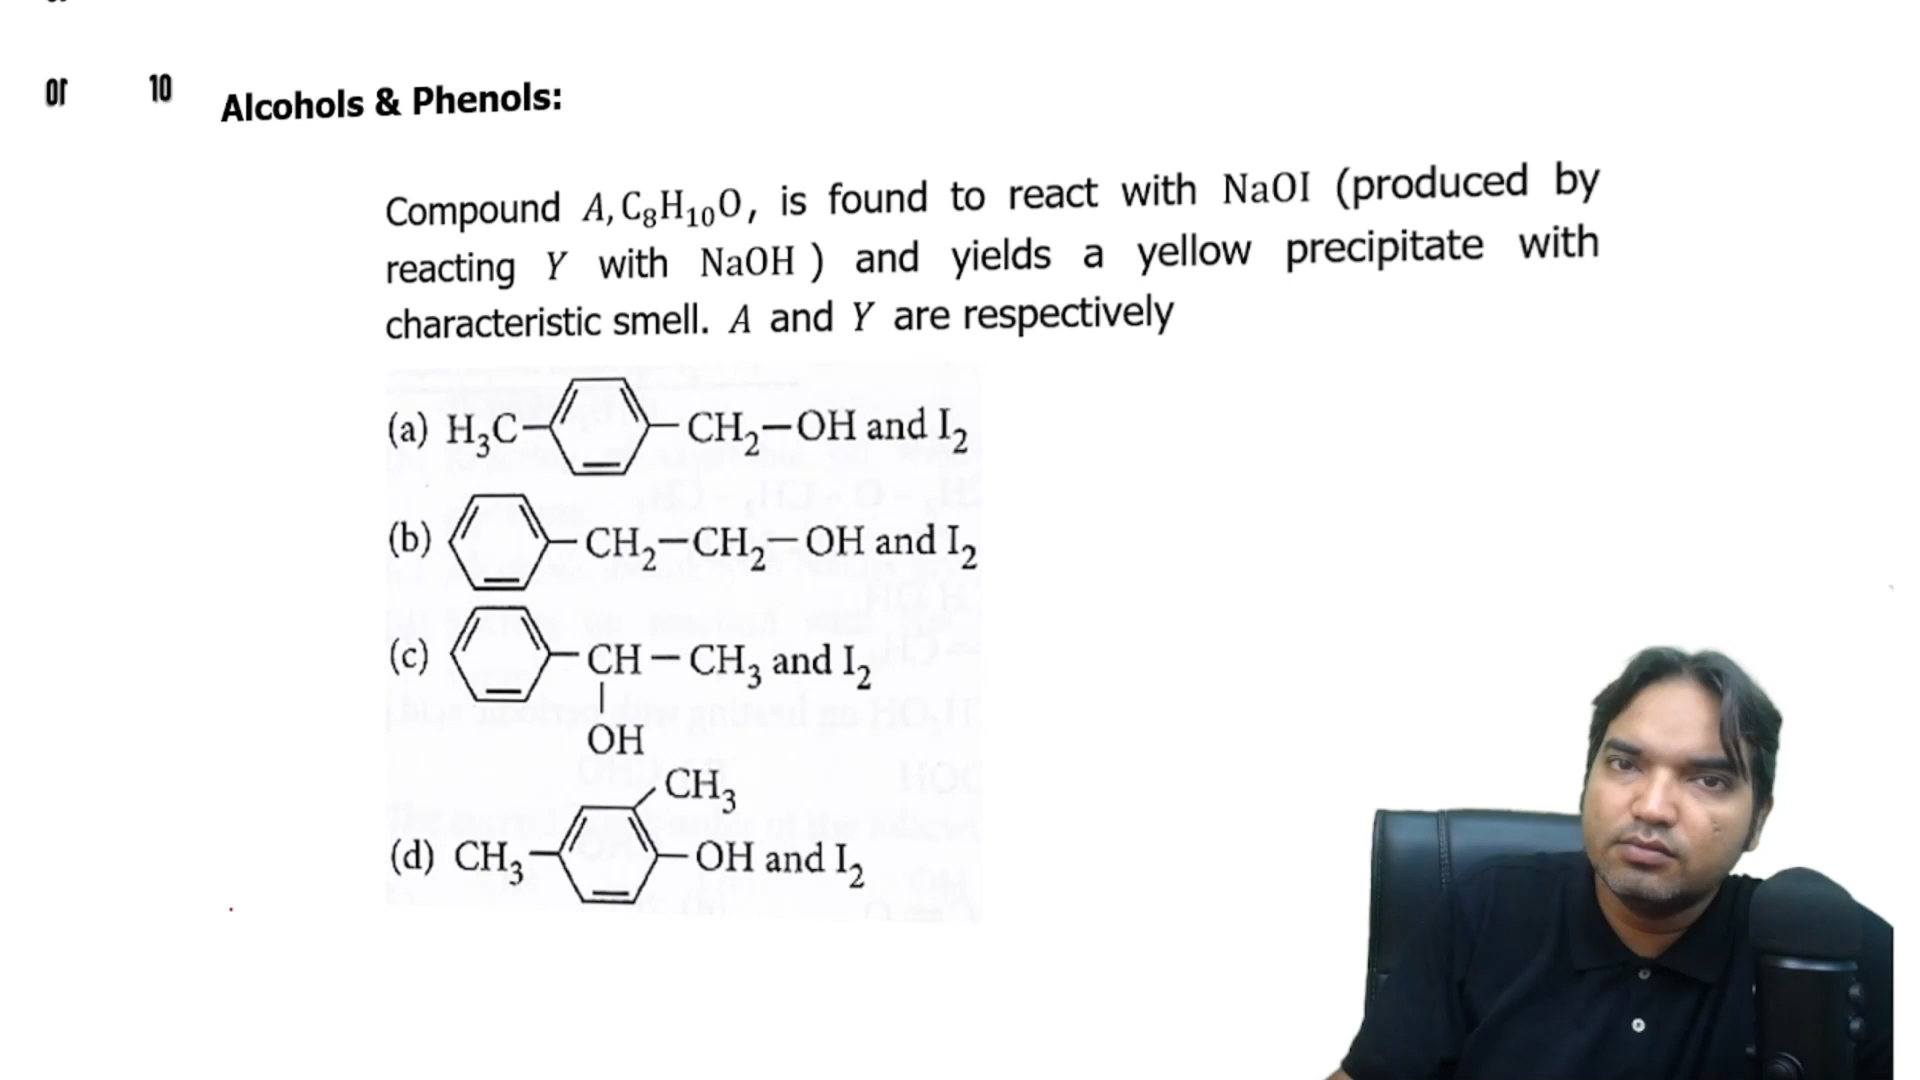 or 10 Alcohols & Phenols:
Compound A, C₈H₁₀O, is found to react with NaOI (produced by
reacting Y with NaOH ) and yields a yellow precipitate with
characteristic smell. A and Y are respectively
(a) H₃C CH₂−OH and I₂
(b) CH₂−CH₂−OH and I₂
(c) CH−CH₃ and I₂
OH
CH₃
(d) CH₃ OH and I₂